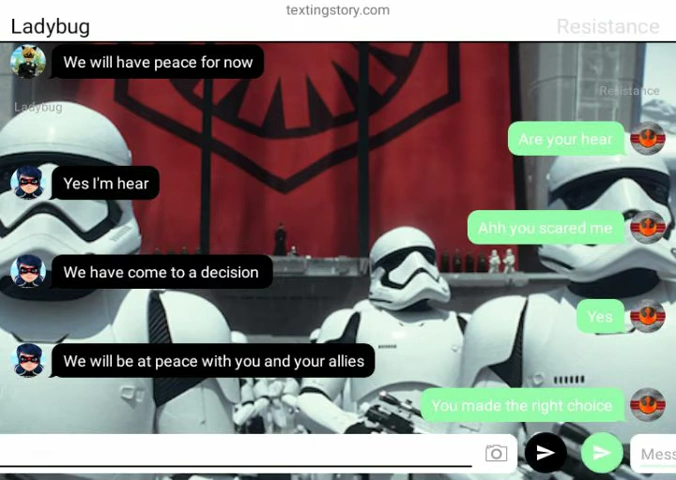 textingstory.com
Ladybug
Resistance
We will have peace for now
Resistance
Ladybug
Are your hear
Yes I'm hear
Ahh you scared me
We have come to a decision
Yes
We will be at peace with you and your allies
You made the right choice
Mess